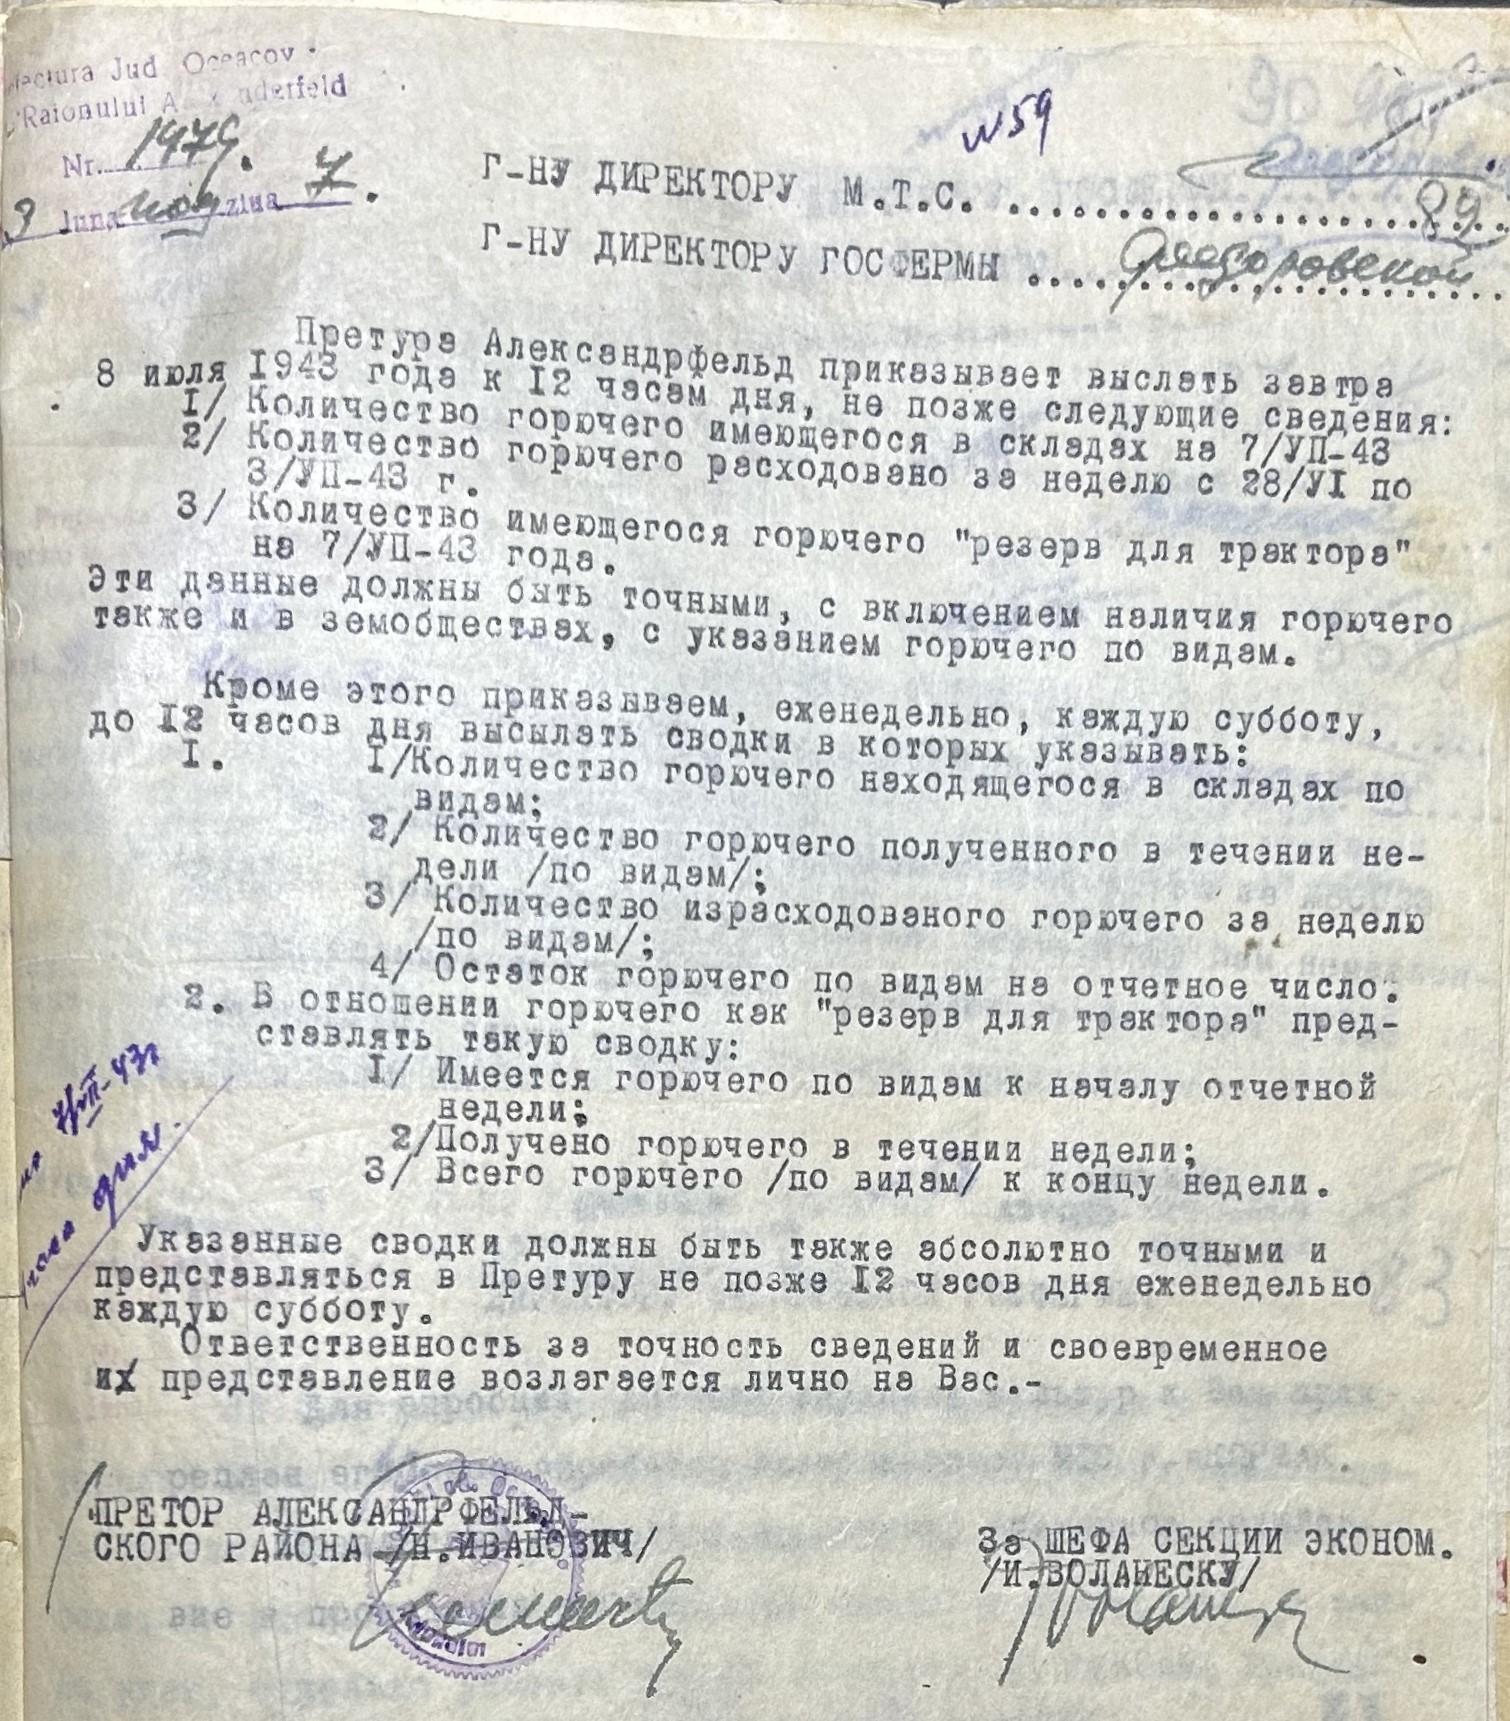 Jud Oceacov
Raionului
Nr. 1979.
Juna ziua 7.
N 59
Г-НУ ДИРЕКТОРУ М.Т.С. ..................
89
Г-НУ ДИРЕКТОРУ ГОСФЕРМЫ ..................
Претура Александрфельд приказывает выслать завтра
8 июля 1943 года к 12 часам дня, не позже следующие сведения:
1/ Количество горючего имеющегося в складах на 7/УП-43
2/ Количество горючего расходовано за неделю с 28/УІ по
3/УП-43 г.
3/ Количество имеющегося горючего "резерв для трактора"
на 7/УП-43 года.
Эти данные должны быть точными, с включением наличия горючего
также и в земобществах, с указанием горючего по видам.
Кроме этого приказываем, еженедельно, каждую субботу,
до 12 часов дня высылать сводки в которых указывать:
1. 1/Количество горючего находящегося в складах по
видам;
2/ Количество горючего полученного в течении не-
дели /по видам/;
3/ Количество израсходованого горючего за неделю
/по видам/;
4/ Остаток горючего по видам на отчетное число.
2. В отношении горючего как "резерв для трактора" пред-
ставлять такую сводку:
1/ Имеется горючего по видам к началу отчетной
недели;
2/Получено горючего в течении недели;
3/ Всего горючего /по видам/ к концу недели.
Указанные сводки должны быть также абсолютно точными и
представляться в Претуру не позже 12 часов дня еженедельно
каждую субботу.
Ответственность за точность сведений и своевременное
их представление возлагается лично на Вас.-
ПРЕТОР АЛЕКСАНДРФЕЛЬД-
СКОГО РАЙОНА /Н.ИВАНОВИЧ/
За ШЕФА СЕКЦИИ ЭКОНОМ.
/И.ВОЛАНЕСКУ/